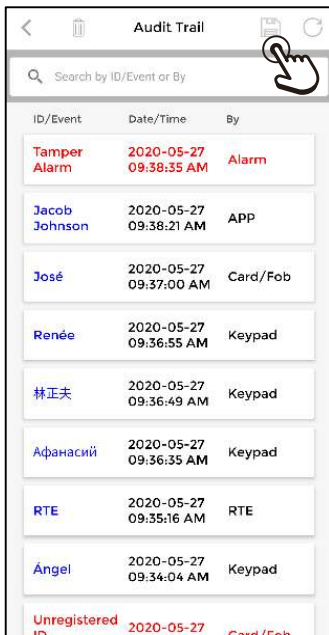 Audit Trail
Search by ID/Event or By
ID/Event Date/Time By
Tamper Alarm 2020-05-27 09:38:35 AM Alarm
Jacob Johnson 2020-05-27 09:38:21 AM APP
José 2020-05-27 09:37:00 AM Card/Fob
Renée 2020-05-27 09:36:55 AM Keypad
林正夫 2020-05-27 09:36:49 AM Keypad
Афанасий 2020-05-27 09:36:35 AM Keypad
RTE 2020-05-27 09:35:16 AM RTE
Ángel 2020-05-27 09:34:04 AM Keypad
Unregistered ID 2020-05-27 Card/Fob